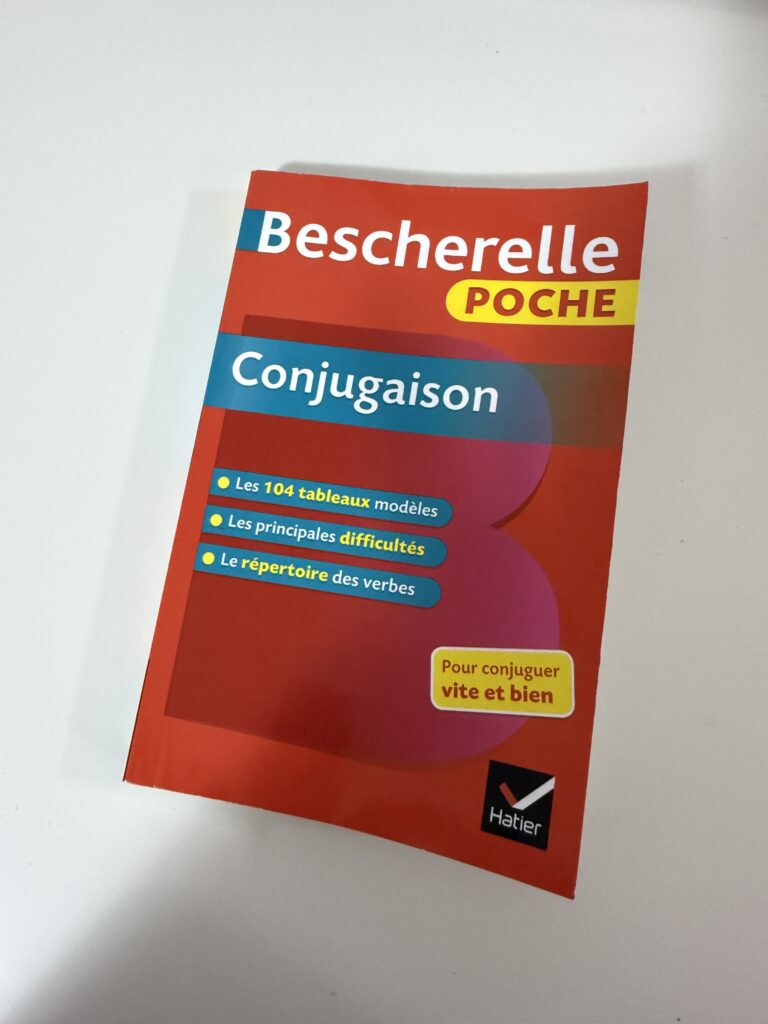 Bescherelle
POCHE
Conjugaison
Les 104 tableaux modèles
Les principales difficultés
Le répertoire des verbes
Pour conjuguer
vite et bien
Hatier